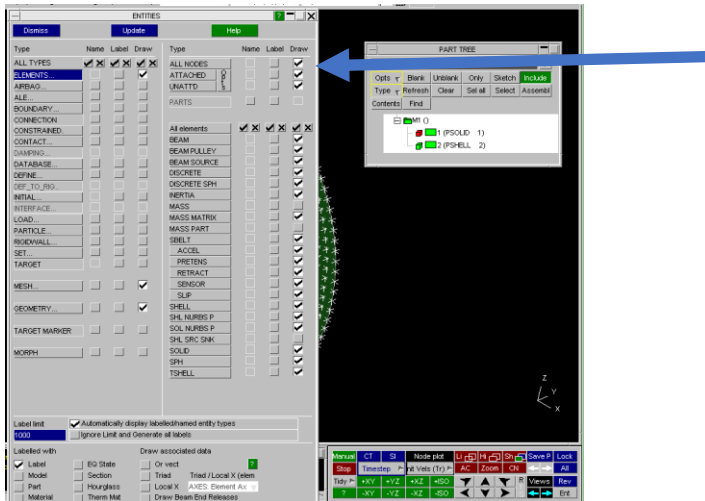 ENTITIES
Dismiss Update Help
Type Name Label Draw
ALL TYPES
ELEMENTS...
AIRBAG...
ALE...
BOUNDARY...
CONNECTION
CONSTRAINED.
CONTACT...
DAMPING...
DATABASE...
DEFINE...
DEF_TO_RIG..
INITIAL...
INTERFACE...
LOAD...
PARTICLE...
RIGIDWALL...
SET...
TARGET
MESH...
GEOMETRY...
TARGET MARKER
MORPH
Type Name Label Draw
ALL NODES
ATTACHED
UNATT'D
PARTS
All elements
BEAM
BEAM PULLEY
BEAM SOURCE
DISCRETE
DISCRETE SPH
INERTIA
MASS
MASS MATRIX
MASS PART
SBELT
ACCEL
PRETENS
RETRACT
SENSOR
SLIP
SHELL
SHL NURBS P
SOL NURBS P
SHL SRC SNK
SOLID
SPH
TSHELL
Label limit
1000
Automatically display labelled/named entity types
Ignore Limit and Generate all labels
Labelled with
Label EQ State
Model Section
Part Hourglass
Material Therm Mat
Draw associated data
Or vect ?
Triad Triad / Local X (elem
Local X AXES: Element Ax
Draw Beam End Releases
PART TREE
Opts Blank Unblank Only Sketch Include
Type Refresh Clear Sel all Select Assembl
Contents Find
M1 ()
1 (PSOLID 1)
2 (PSHELL 2)
Z
Y
X
Manual CT SI Node plot LI HI Sh Save P Lock
Stop Timestep nit Vels (Tr) AC Zoom CN All
Tidy +XY +YZ +XZ +ISO R Views Rev
? -XY -YZ -XZ -ISO Ent